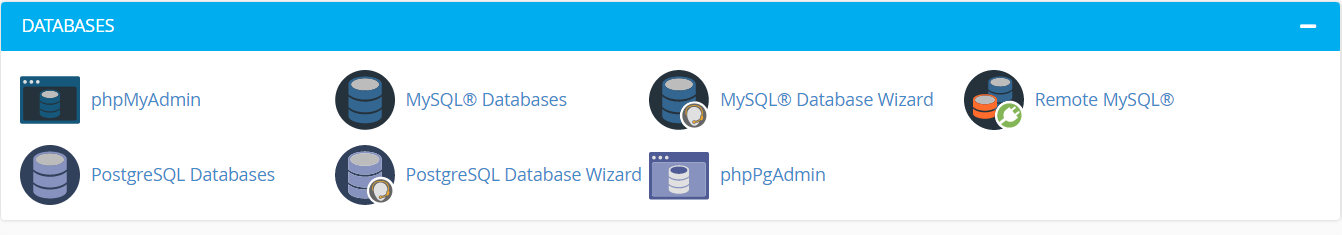 DATABASES
phpMyAdmin MySQL® Databases MySQL® Database Wizard Remote MySQL®
PostgreSQL Databases PostgreSQL Database Wizard phpPgAdmin